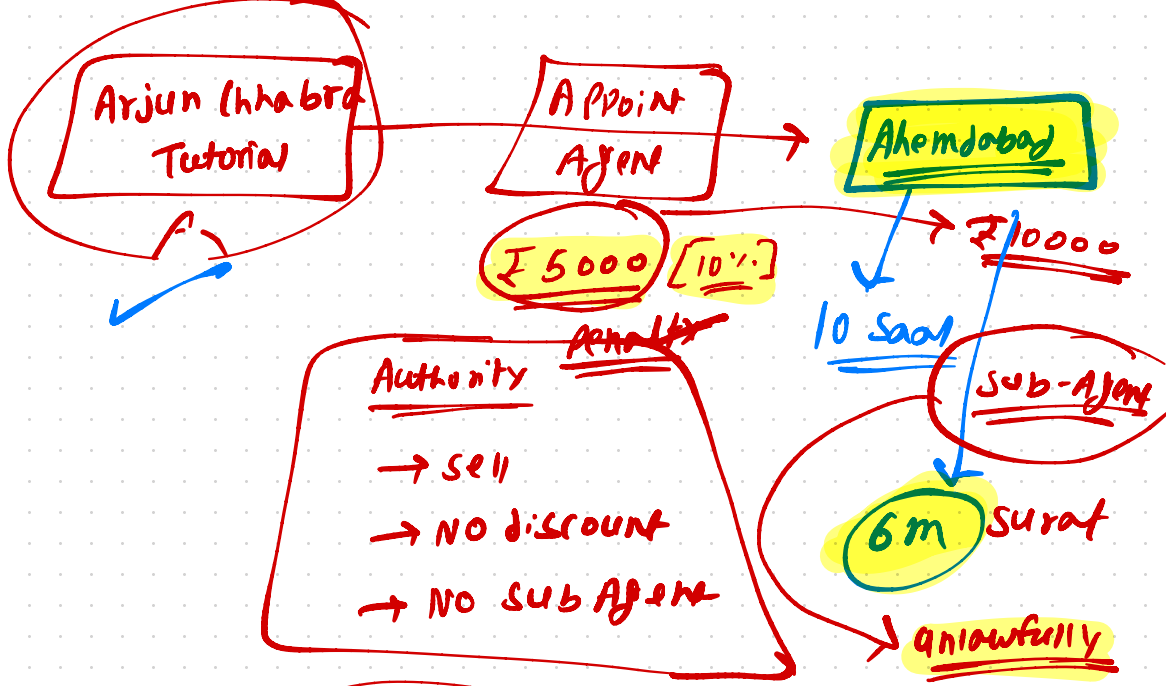 Arjun Chhabra
Tutorial
Appoint
Agent
Ahemdabad
₹ 5000 [10%]
₹ 10000
Penalty
10 Saal
Sub-Agent
Authority
→ Sell
→ NO discount
→ NO Sub Agent
6m Surat
unlawfully